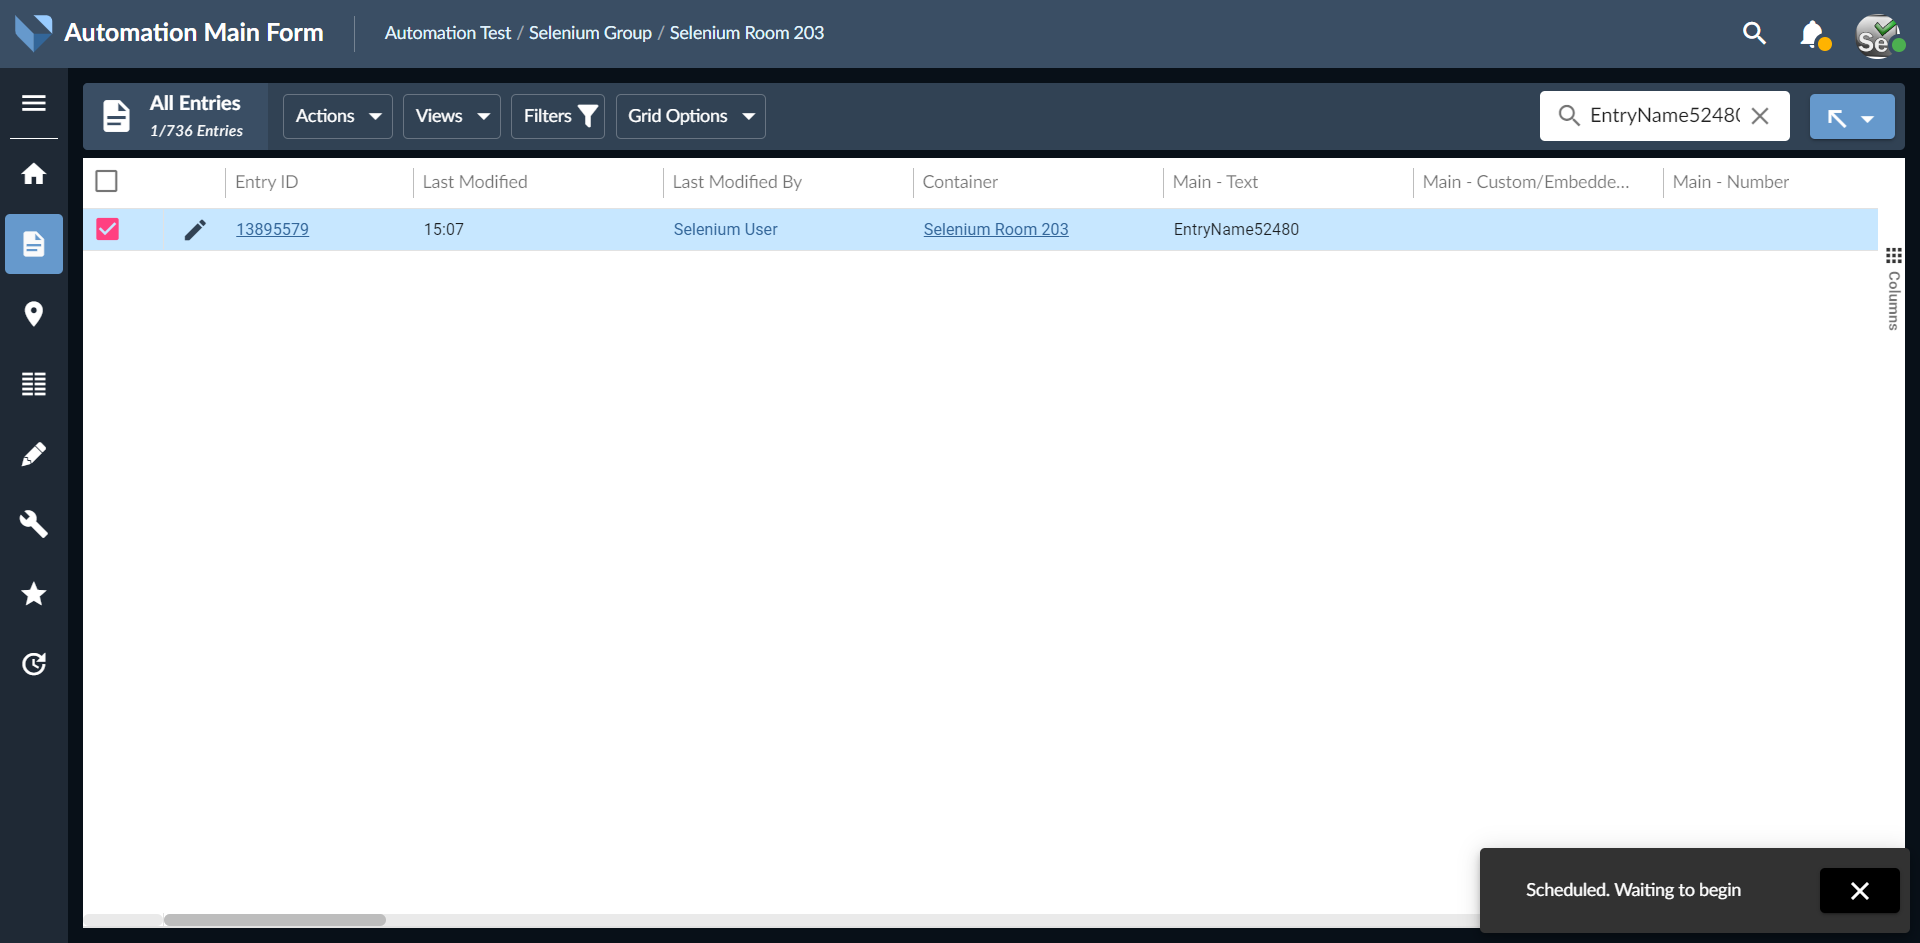 Automation Main Form
Automation Test / Selenium Group / Selenium Room 203
Se
All Entries
1/736 Entries
Actions
Views
Filters
Grid Options
EntryName52480
Entry ID
Last Modified
Last Modified By
Container
Main - Text
Main - Custom/Embedde...
Main - Number
13895579
15:07
Selenium User
Selenium Room 203
EntryName52480
Columns
Scheduled. Waiting to begin